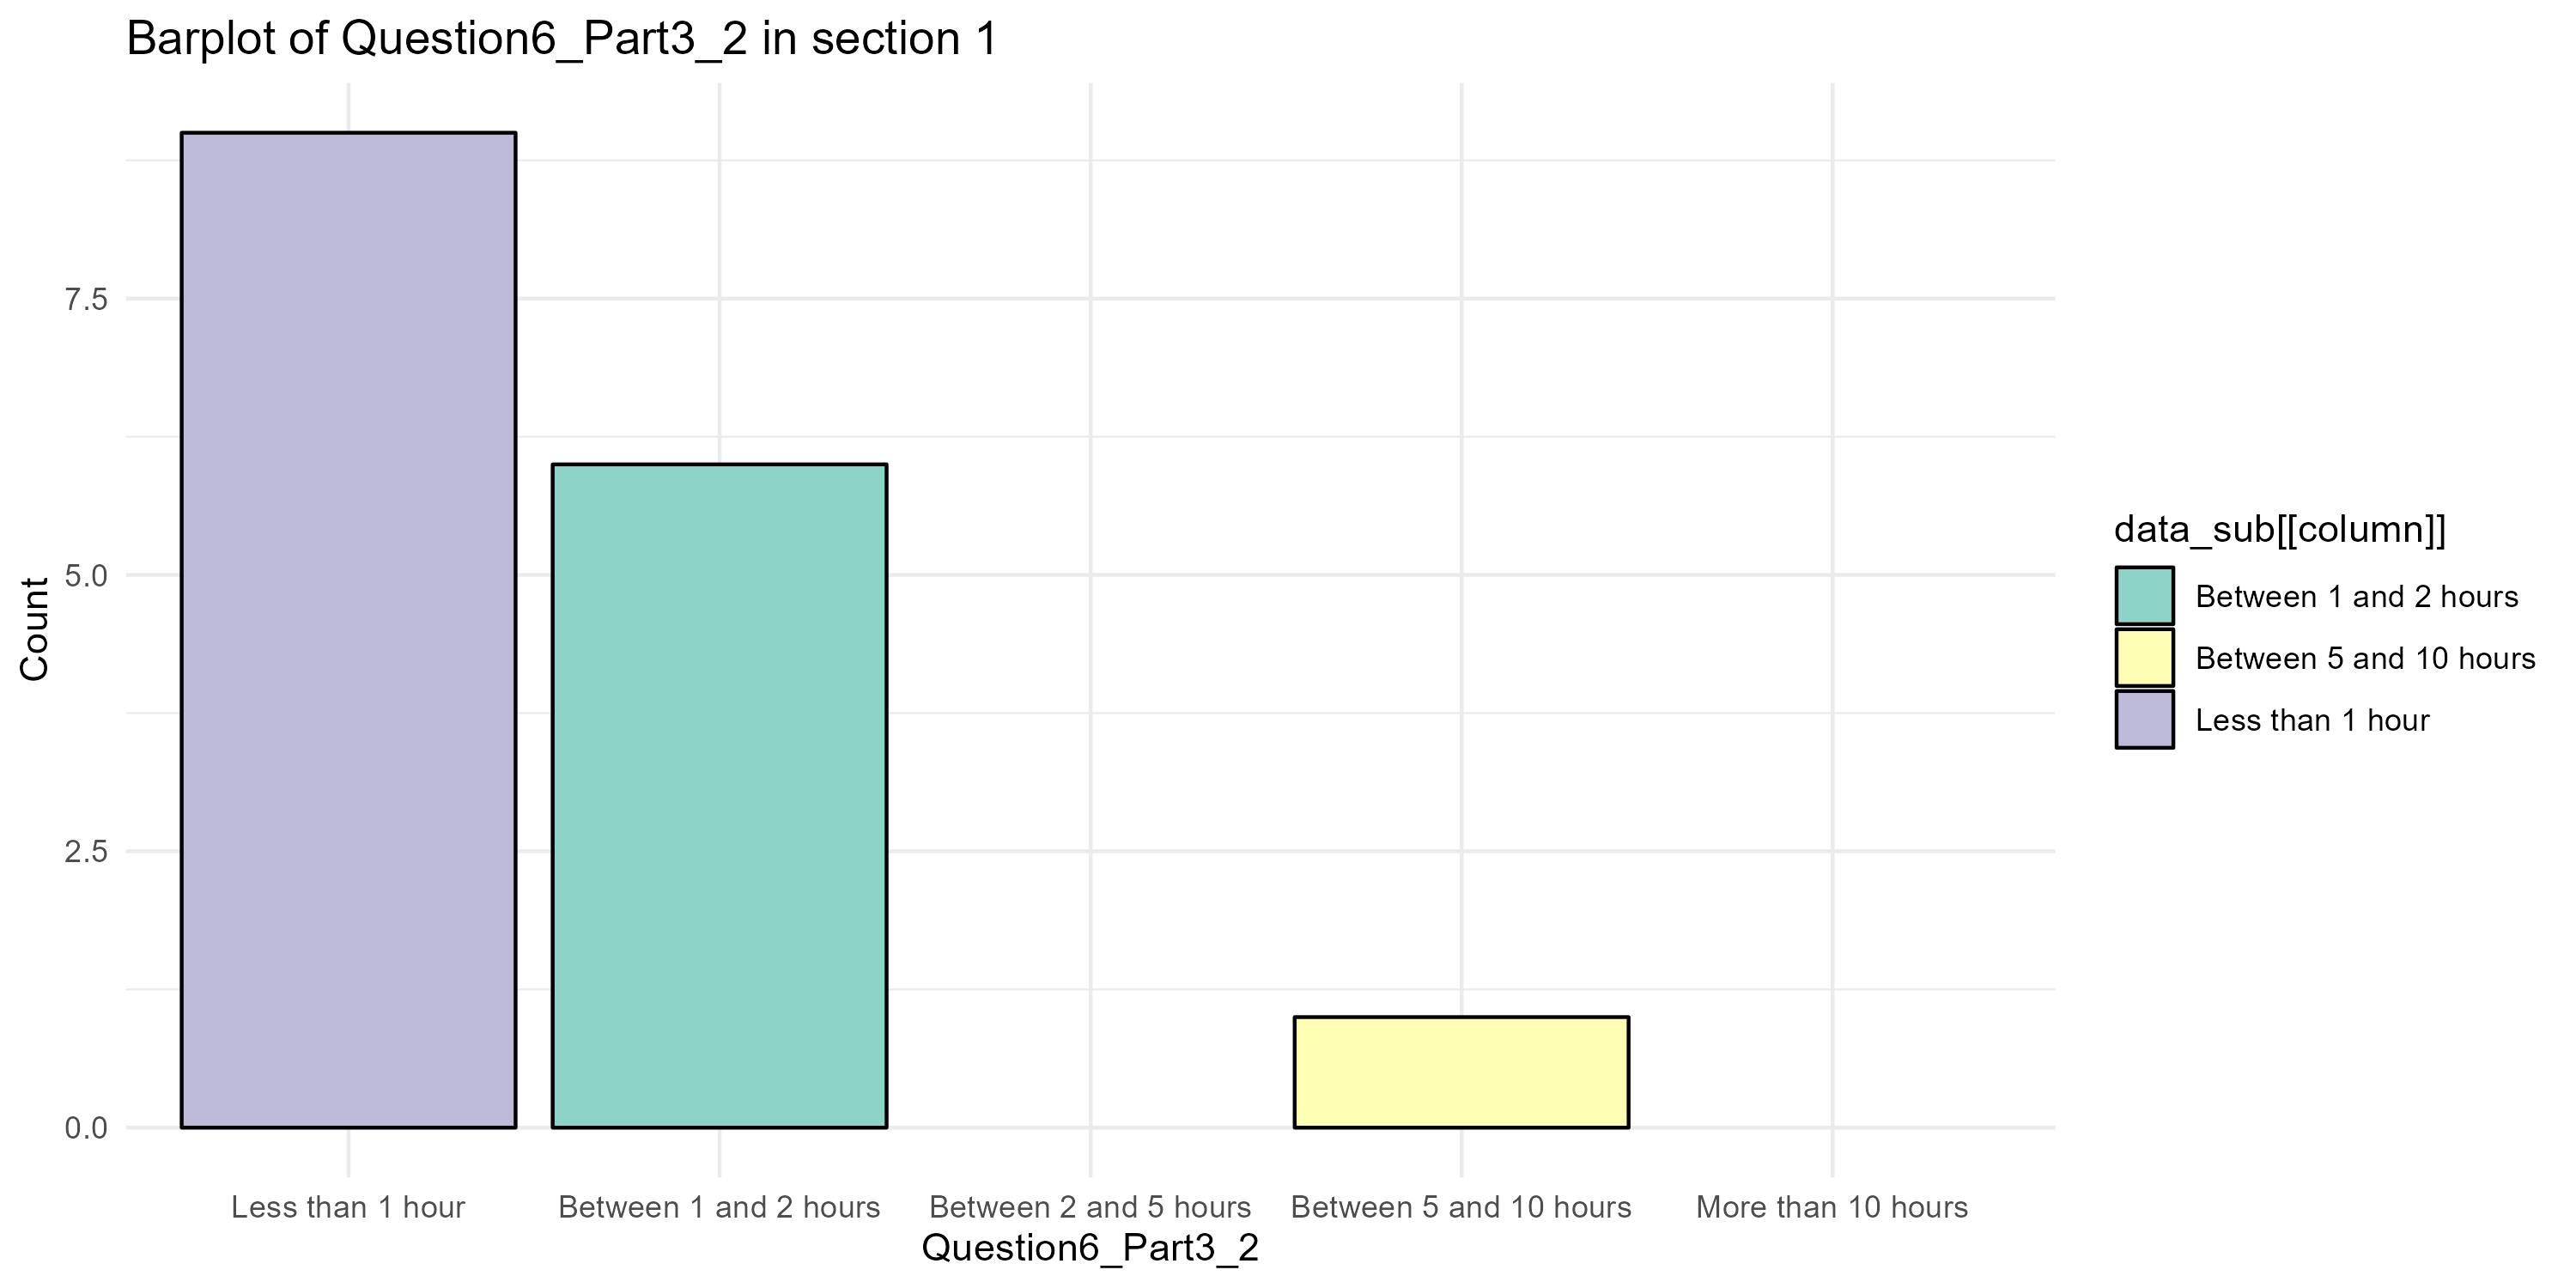 Barplot of Question6_Part3_2 in section 1
Count
7.5
5.0
2.5
0.0
Less than 1 hour
Between 1 and 2 hours
Between 2 and 5 hours
Between 5 and 10 hours
More than 10 hours
Question6_Part3_2
data_sub[[column]]
Between 1 and 2 hours
Between 5 and 10 hours
Less than 1 hour